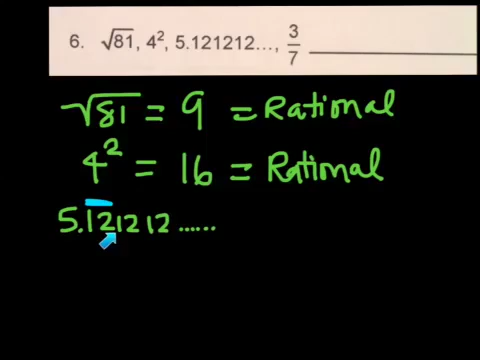 6. √81, 4², 5.121212..., 3/7
√81 = 9 = Rational
4² = 16 = Rational
5.121212......